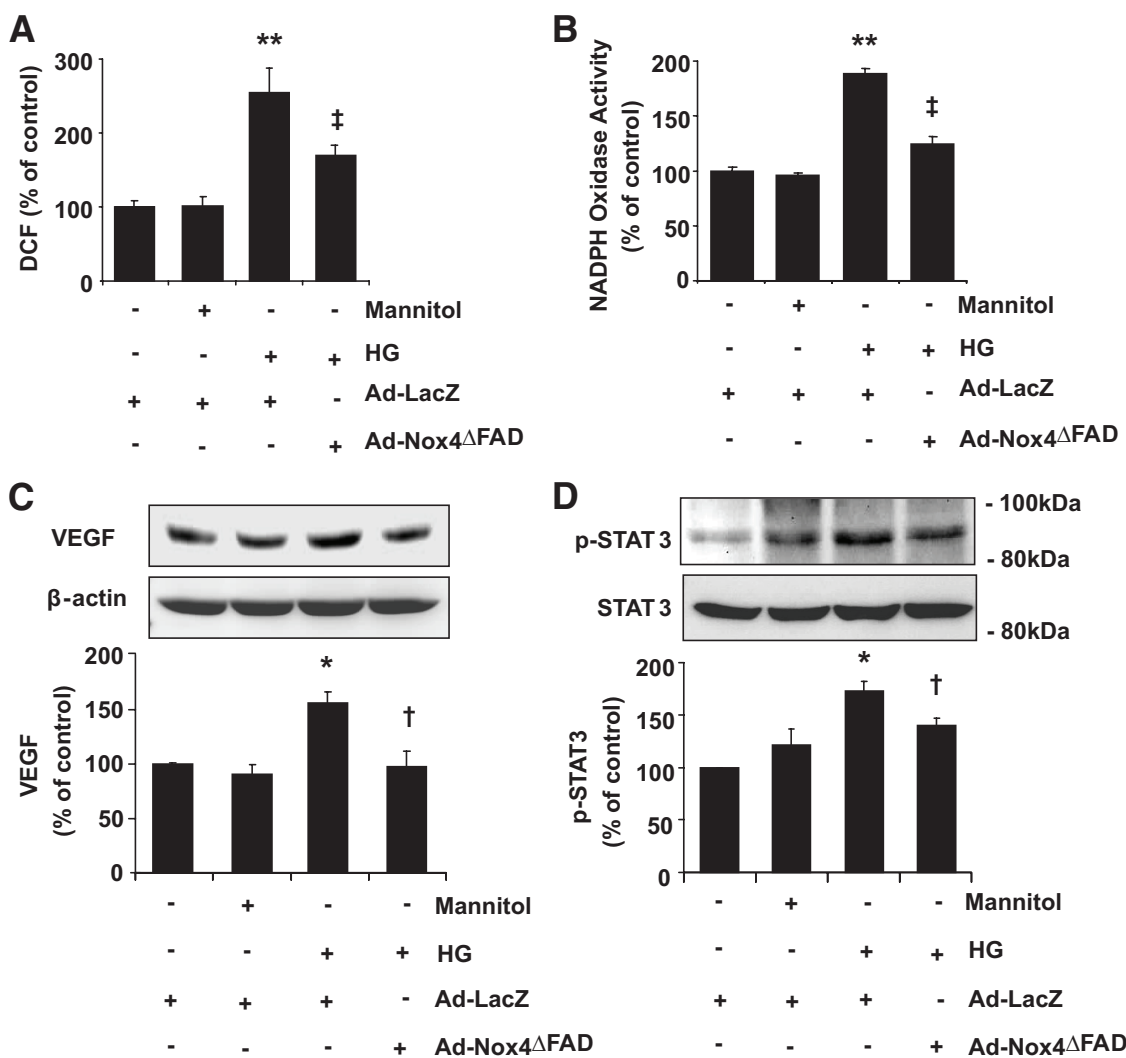 A
**
‡
DCF (% of control)
300
200
100
0
- + - - Mannitol
- - + + HG
+ + + - Ad-LacZ
- - - + Ad-Nox4ΔFAD
B
**
‡
NADPH Oxidase Activity
(% of control)
200
150
100
50
0
- + - - Mannitol
- - + + HG
+ + + - Ad-LacZ
- - - + Ad-Nox4ΔFAD
C
VEGF
β-actin
*
†
VEGF
(% of control)
200
150
100
50
0
- + - - Mannitol
- - + + HG
+ + + - Ad-LacZ
- - - + Ad-Nox4ΔFAD
D
p-STAT 3
- 100kDa
- 80kDa
STAT 3
- 80kDa
*
†
p-STAT3
(% of control)
200
150
100
50
0
- + - - Mannitol
- - + + HG
+ + + - Ad-LacZ
- - - + Ad-Nox4ΔFAD